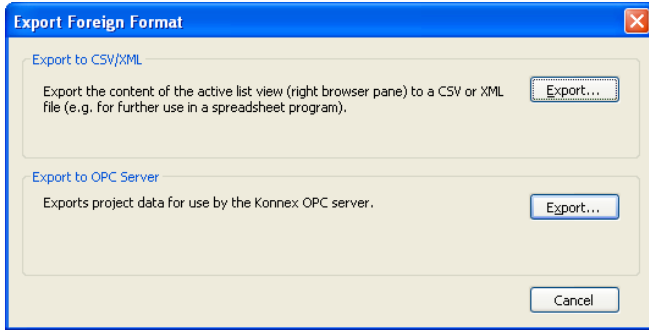 Export Foreign Format
Export to CSV/XML
Export the content of the active list view (right browser pane) to a CSV or XML
file (e.g. for further use in a spreadsheet program).
Export...
Export to OPC Server
Exports project data for use by the Konnex OPC server.
Export...
Cancel